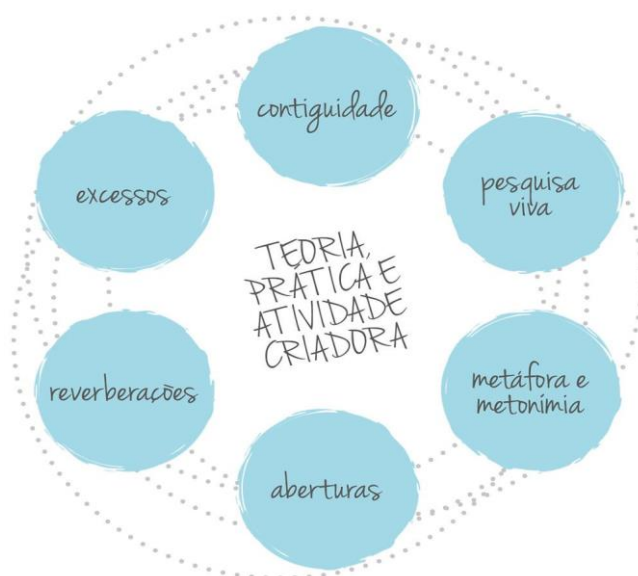 contiguidade
excessos
pesquisa
viva
TEORIA,
PRÁTICA E
ATIVIDADE
CRIADORA
reverberações
metáfora e
metonímia
aberturas